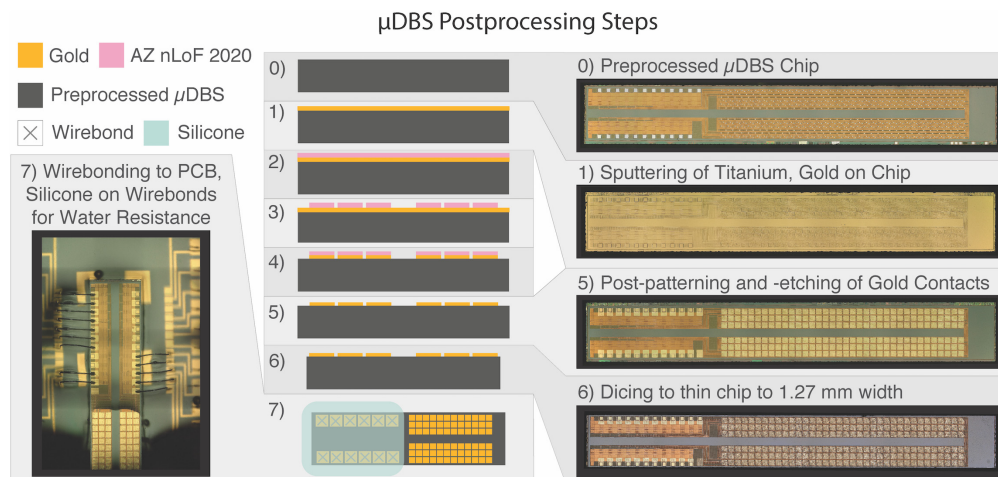 µDBS Postprocessing Steps
Gold
AZ nLoF 2020
Preprocessed µDBS
Wirebond
Silicone
7) Wirebonding to PCB,
Silicone on Wirebonds
for Water Resistance
0)
1)
2)
3)
4)
5)
6)
7)
0) Preprocessed µDBS Chip
1) Sputtering of Titanium, Gold on Chip
5) Post-patterning and -etching of Gold Contacts
6) Dicing to thin chip to 1.27 mm width